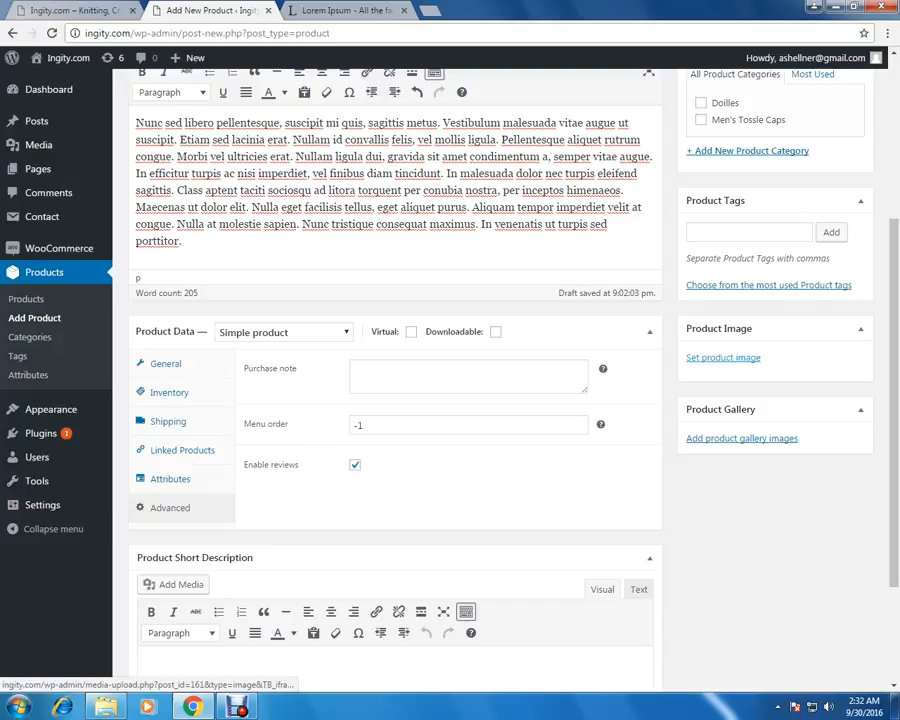 Ingity.com – Knitting, C
Add New Product ‹ Ingity
Lorem Ipsum - All the fa
ingity.com/wp-admin/post-new.php?post_type=product
Ingity.com 6 0 New
Howdy, ashellner@gmail.com
Dashboard
Posts
Media
Pages
Comments
Contact
WooCommerce
Products
Products
Add Product
Categories
Tags
Attributes
Appearance
Plugins 1
Users
Tools
Settings
Collapse menu
B I ABC
Paragraph U A Ω
Nunc sed libero pellentesque, suscipit mi quis, sagittis metus. Vestibulum malesuada vitae augue ut
suscipit. Etiam sed lacinia erat. Nullam id convallis felis, vel mollis ligula. Pellentesque aliquet rutrum
congue. Morbi vel ultricies erat. Nullam ligula dui, gravida sit amet condimentum a, semper vitae augue.
In efficitur turpis ac nisi imperdiet, vel finibus diam tincidunt. In malesuada dolor nec turpis eleifend
sagittis. Class aptent taciti sociosqu ad litora torquent per conubia nostra, per inceptos himenaeos.
Maecenas ut dolor elit. Nulla eget facilisis tellus, eget aliquet purus. Aliquam tempor imperdiet velit at
congue. Nulla at molestie sapien. Nunc tristique consequat maximus. In venenatis ut turpis sed
porttitor.
p
Word count: 205
Draft saved at 9:02:03 pm.
Product Data — Simple product Virtual: Downloadable:
General
Inventory
Shipping
Linked Products
Attributes
Advanced
Purchase note
Menu order -1
Enable reviews
Product Short Description
Add Media
Visual Text
B I ABC
Paragraph U A Ω
All Product Categories Most Used
Doilles
Men's Tossle Caps
+ Add New Product Category
Product Tags
Add
Separate Product Tags with commas
Choose from the most used Product tags
Product Image
Set product image
Product Gallery
Add product gallery images
ingity.com/wp-admin/media-upload.php?post_id=161&type=image&TB_ifra...
2:32 AM
9/30/2016